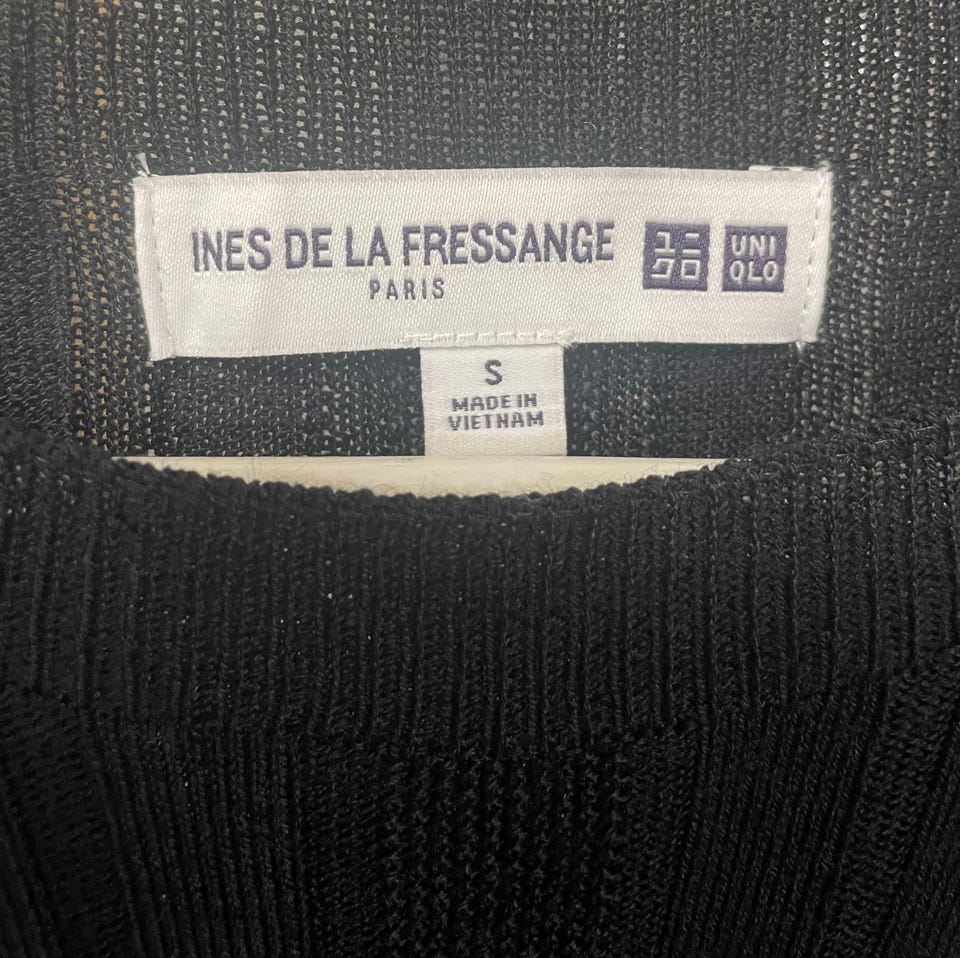 INES DE LA FRESSANGE
PARIS
ユニ
クロ
UNI
QLO
S
MADE IN
VIETNAM